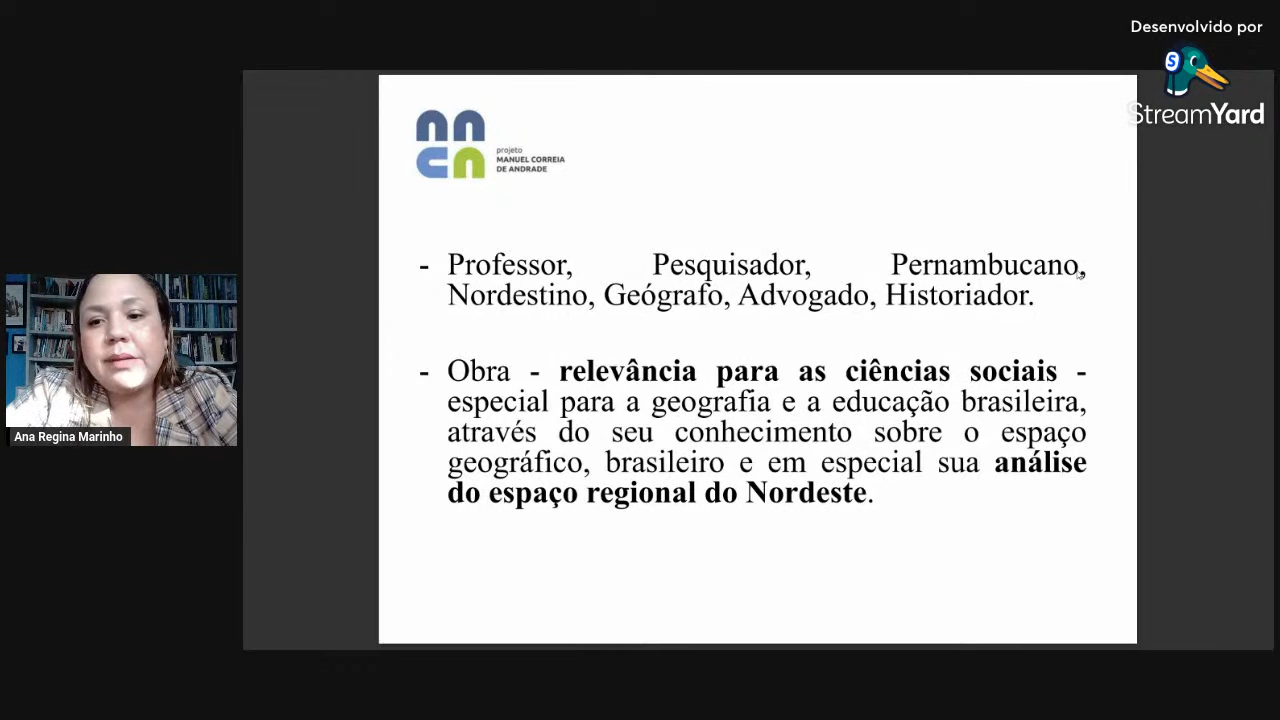 Desenvolvido por
StreamYard
projeto
MANUEL CORREIA
DE ANDRADE
- Professor, Pesquisador, Pernambucano,
Nordestino, Geógrafo, Advogado, Historiador.
- Obra - relevância para as ciências sociais -
especial para a geografia e a educação brasileira,
através do seu conhecimento sobre o espaço
geográfico, brasileiro e em especial sua análise
do espaço regional do Nordeste.
Ana Regina Marinho